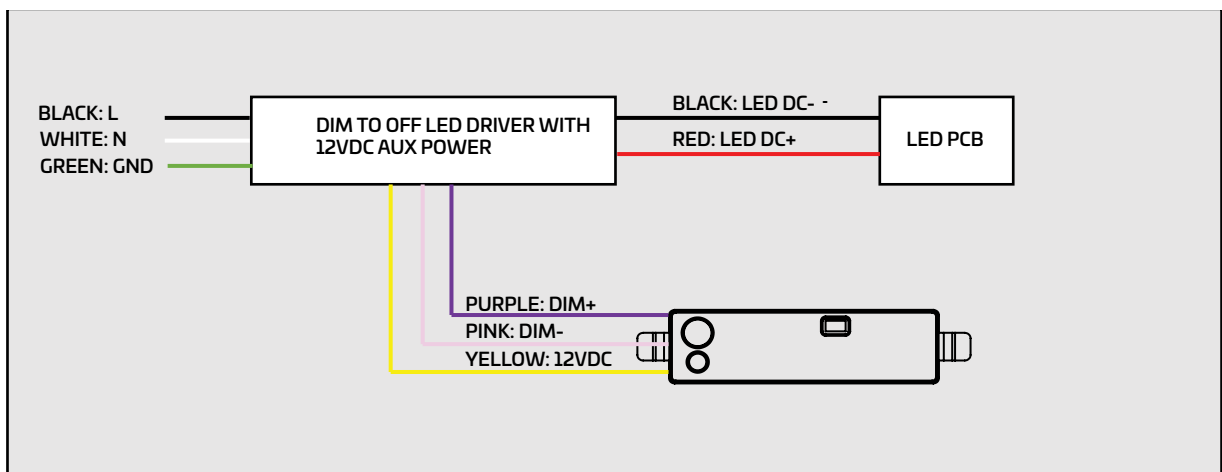 BLACK: L
WHITE: N
GREEN: GND
DIM TO OFF LED DRIVER WITH
12VDC AUX POWER
BLACK: LED DC- -
RED: LED DC+
LED PCB
PURPLE: DIM+
PINK: DIM-
YELLOW: 12VDC